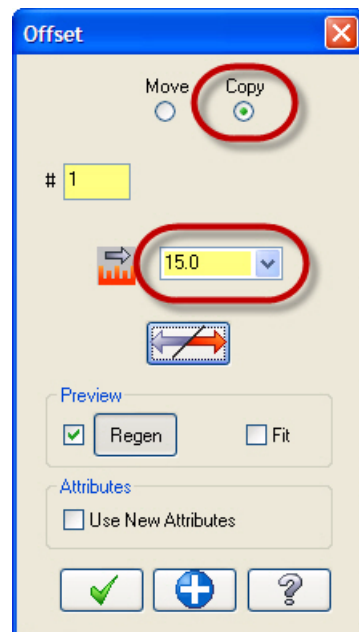 Offset
Move Copy
# 1
15.0
Preview
Regen Fit
Attributes
Use New Attributes
?